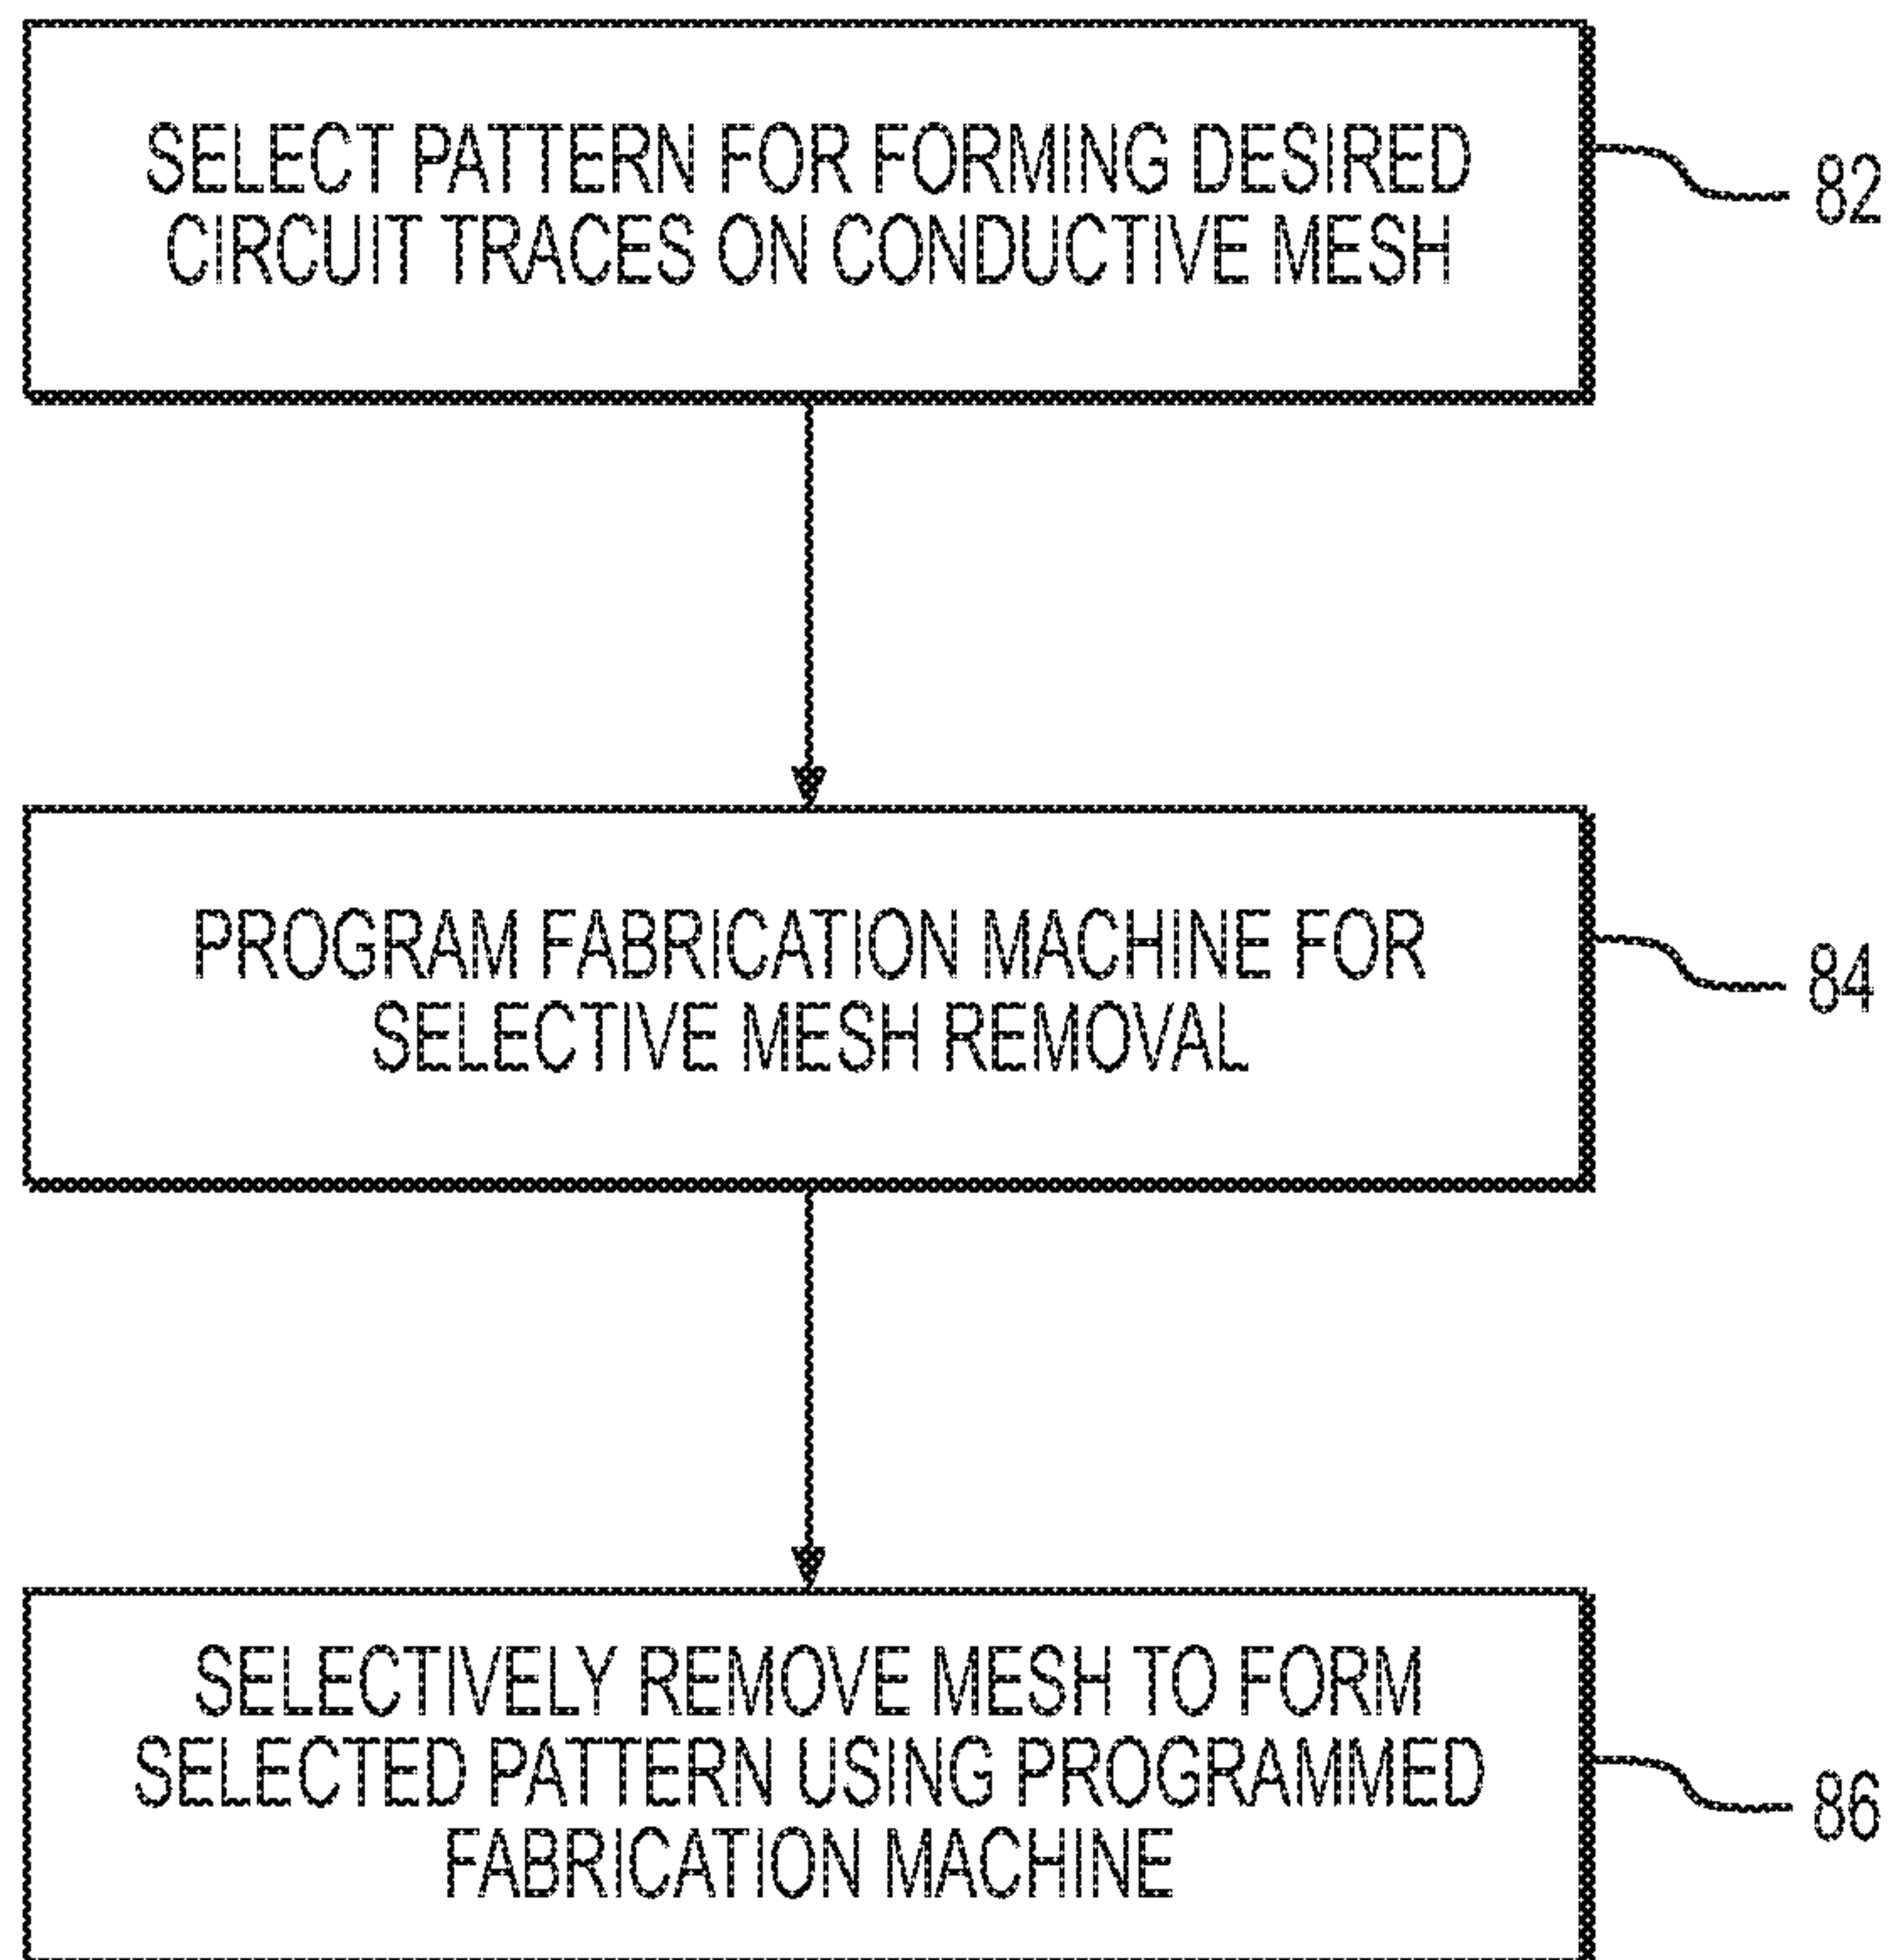 SELECT PATTERN FOR FORMING DESIRED
CIRCUIT TRACES ON CONDUCTIVE MESH
82
PROGRAM FABRICATION MACHINE FOR
SELECTIVE MESH REMOVAL
84
SELECTIVELY REMOVE MESH TO FORM
SELECTED PATTERN USING PROGRAMMED
FABRICATION MACHINE
86